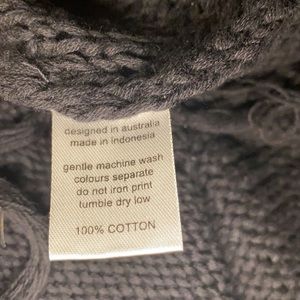 designed in australia
made in indonesia
gentle machine wash
colours separate
do not iron print
tumble dry low
100% COTTON